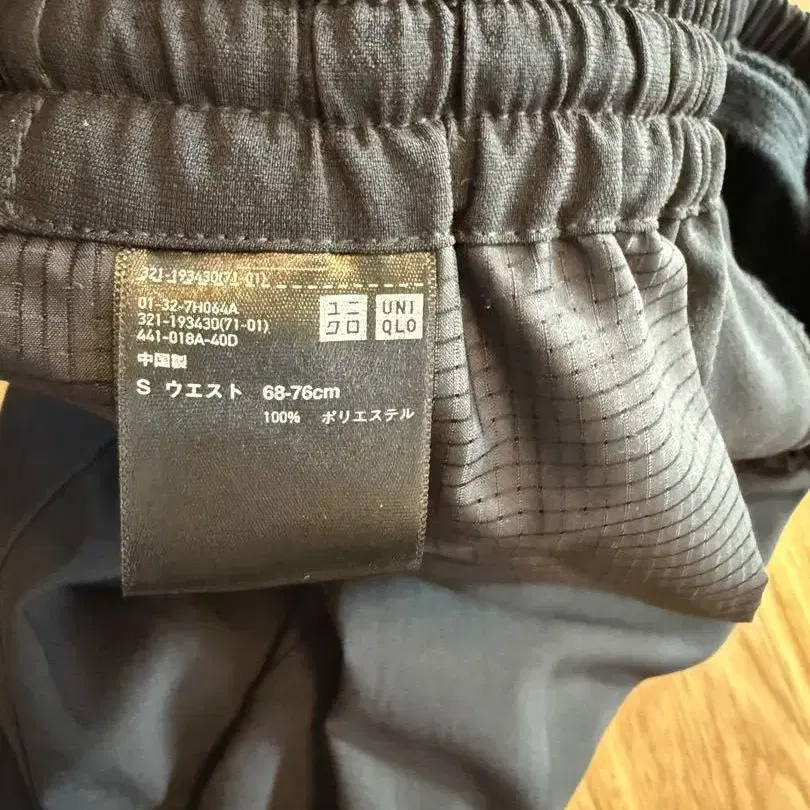 321-193430(71-01)
01-32-7H064A
321-193430(71-01)
441-018A-40D
ユニ
クロ
UNI
QLO
中国製
S ウエスト 68-76cm
100% ポリエステル